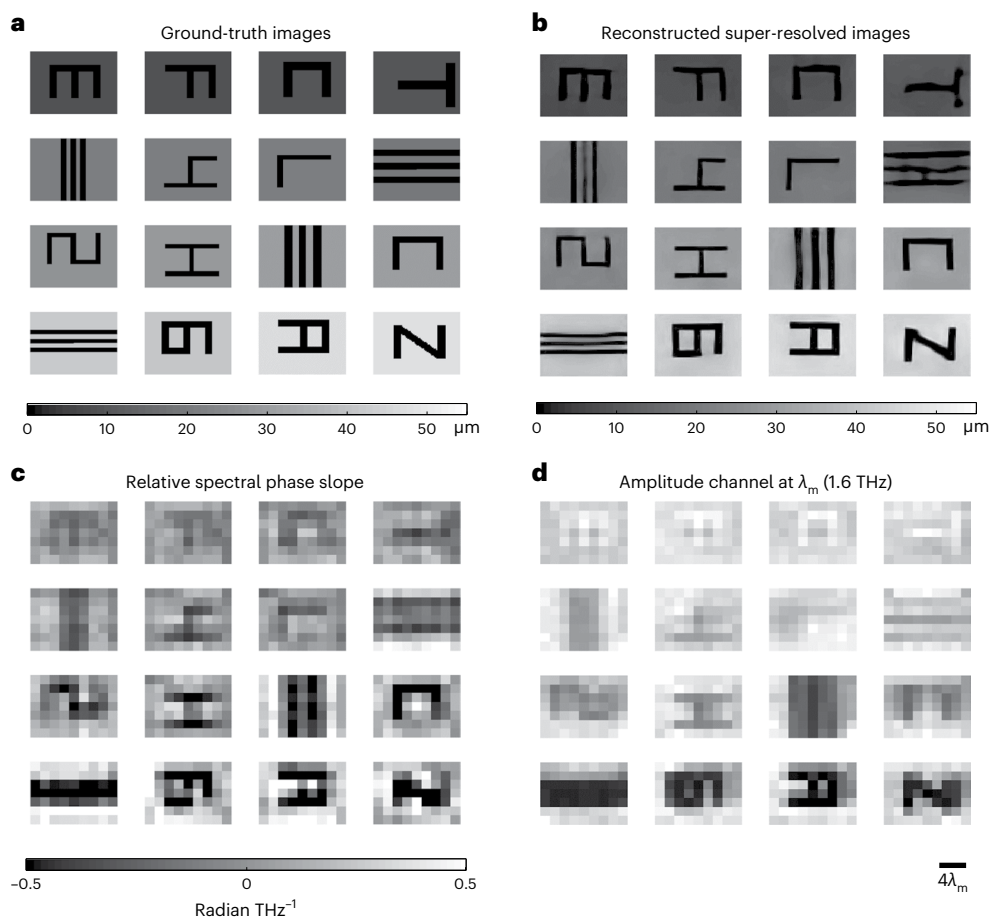 a
Ground-truth images
b
Reconstructed super-resolved images
0 10 20 30 40 50 µm
0 10 20 30 40 50 µm
c
Relative spectral phase slope
d
Amplitude channel at λm (1.6 THz)
4λm
–0.5 0 0.5
Radian THz–1